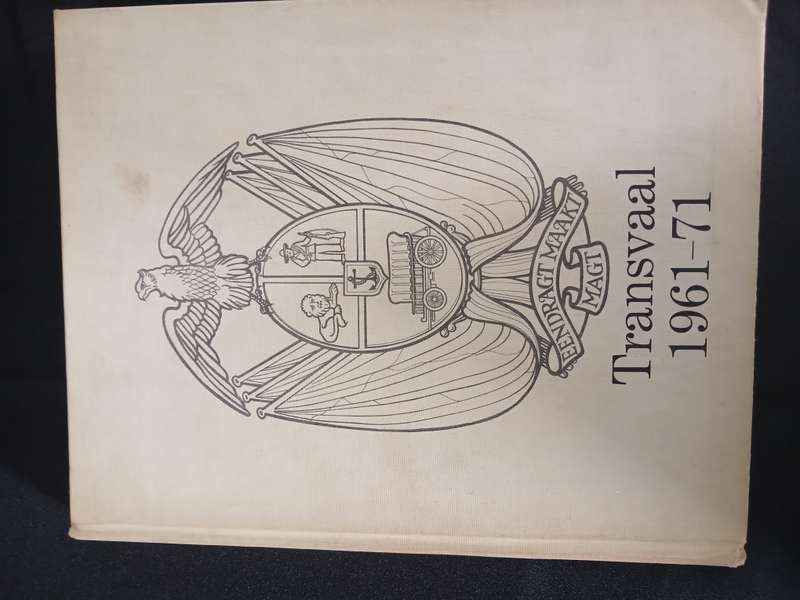 EENDRAGT MAAKT
MAGT
Transvaal
1961-71